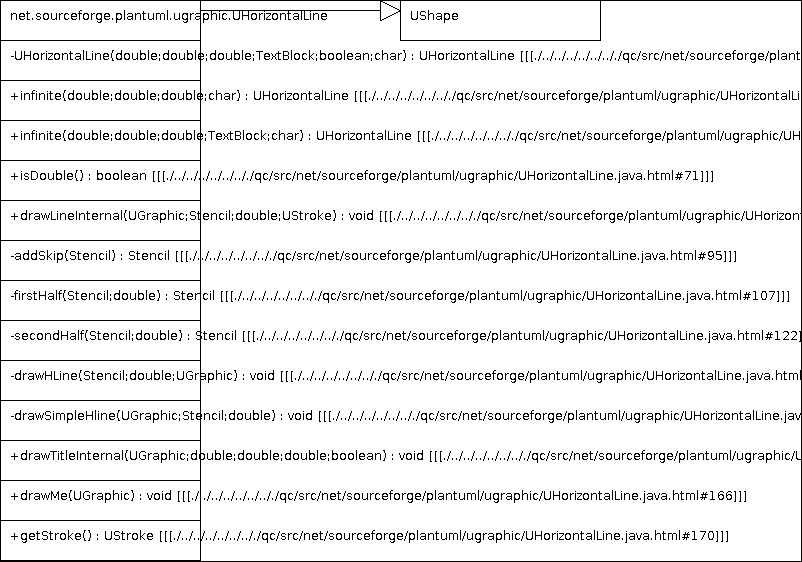 net.sourceforge.plantuml.ugraphic.UHorizontalLine
UShape
-UHorizontalLine(double;double;double;TextBlock;boolean;char) : UHorizontalLine [[[./../../../../../../../qc/src/net/sourceforge/plant
+infinite(double;double;double;char) : UHorizontalLine [[[./../../../../../../../qc/src/net/sourceforge/plantuml/ugraphic/UHorizontalLi
+infinite(double;double;double;TextBlock;char) : UHorizontalLine [[[./../../../../../../../qc/src/net/sourceforge/plantuml/ugraphic/UH
+isDouble() : boolean [[[./../../../../../../../qc/src/net/sourceforge/plantuml/ugraphic/UHorizontalLine.java.html#71]]]
+drawLineInternal(UGraphic;Stencil;double;UStroke) : void [[[./../../../../../../../qc/src/net/sourceforge/plantuml/ugraphic/UHorizon
-addSkip(Stencil) : Stencil [[[./../../../../../../../qc/src/net/sourceforge/plantuml/ugraphic/UHorizontalLine.java.html#95]]]
-firstHalf(Stencil;double) : Stencil [[[./../../../../../../../qc/src/net/sourceforge/plantuml/ugraphic/UHorizontalLine.java.html#107]]]
-secondHalf(Stencil;double) : Stencil [[[./../../../../../../../qc/src/net/sourceforge/plantuml/ugraphic/UHorizontalLine.java.html#122]
-drawHLine(Stencil;double;UGraphic) : void [[[./../../../../../../../qc/src/net/sourceforge/plantuml/ugraphic/UHorizontalLine.java.html
-drawSimpleHline(UGraphic;Stencil;double) : void [[[./../../../../../../../qc/src/net/sourceforge/plantuml/ugraphic/UHorizontalLine.jav
+drawTitleInternal(UGraphic;double;double;double;boolean) : void [[[./../../../../../../../qc/src/net/sourceforge/plantuml/ugraphic/U
+drawMe(UGraphic) : void [[[./../../../../../../../qc/src/net/sourceforge/plantuml/ugraphic/UHorizontalLine.java.html#166]]]
+getStroke() : UStroke [[[./../../../../../../../qc/src/net/sourceforge/plantuml/ugraphic/UHorizontalLine.java.html#170]]]